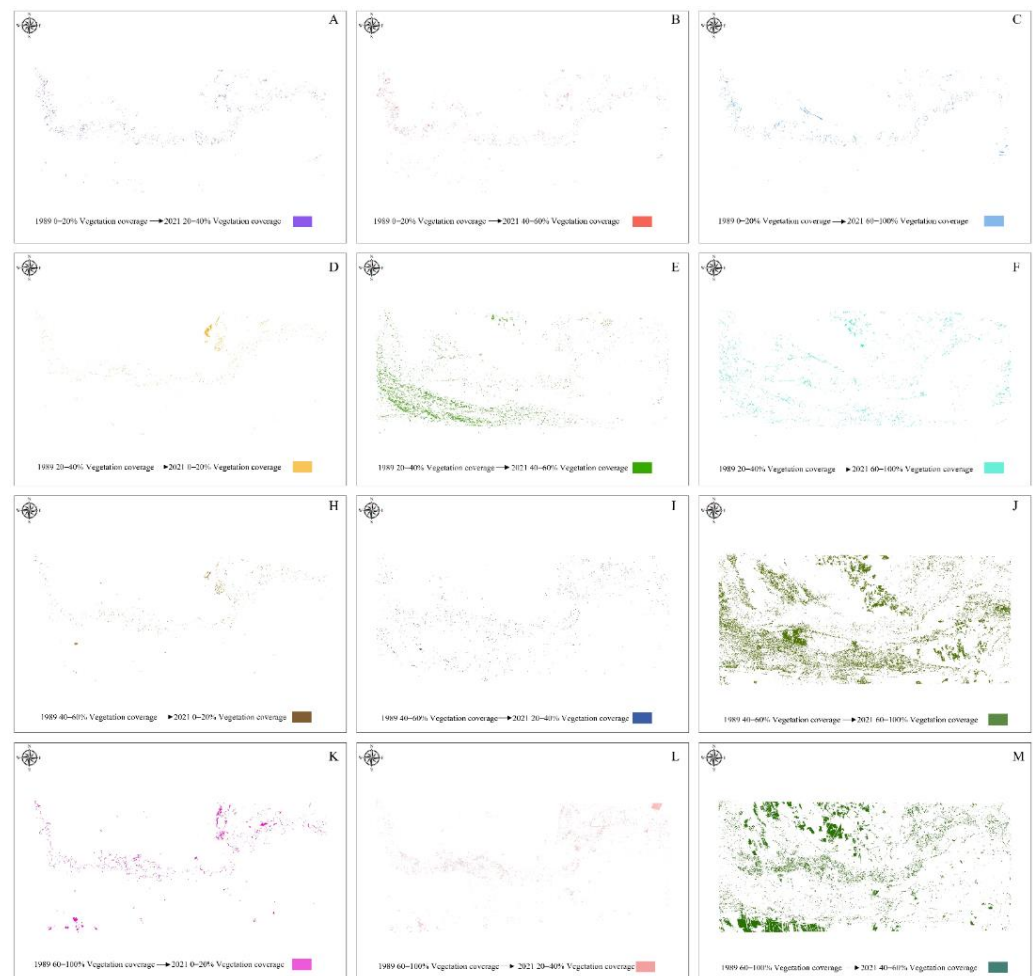 A
1989 0–20% Vegetation coverage → 2021 20–40% Vegetation coverage
B
1989 0–20% Vegetation coverage → 2021 40–60% Vegetation coverage
C
1989 0–20% Vegetation coverage → 2021 60–100% Vegetation coverage
D
1989 20–40% Vegetation coverage → 2021 0–20% Vegetation coverage
E
1989 20–40% Vegetation coverage → 2021 40–60% Vegetation coverage
F
1989 20–40% Vegetation coverage → 2021 60–100% Vegetation coverage
H
1989 40–60% Vegetation coverage → 2021 0–20% Vegetation coverage
I
1989 40–60% Vegetation coverage → 2021 20–40% Vegetation coverage
J
1989 40–60% Vegetation coverage → 2021 60–100% Vegetation coverage
K
1989 60–100% Vegetation coverage → 2021 0–20% Vegetation coverage
L
1989 60–100% Vegetation coverage → 2021 20–40% Vegetation coverage
M
1989 60–100% Vegetation coverage → 2021 40–60% Vegetation coverage